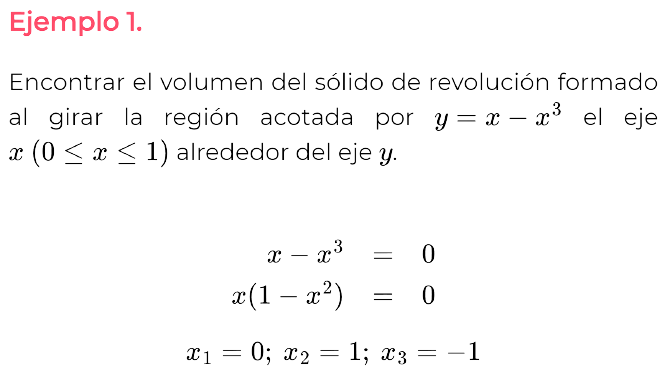 Ejemplo 1.
Encontrar el volumen del sólido de revolución formado
al girar la región acotada por y = x − x³ el eje
x (0 ≤ x ≤ 1) alrededor del eje y.
x − x³ = 0
x(1 − x²) = 0
x₁ = 0; x₂ = 1; x₃ = −1